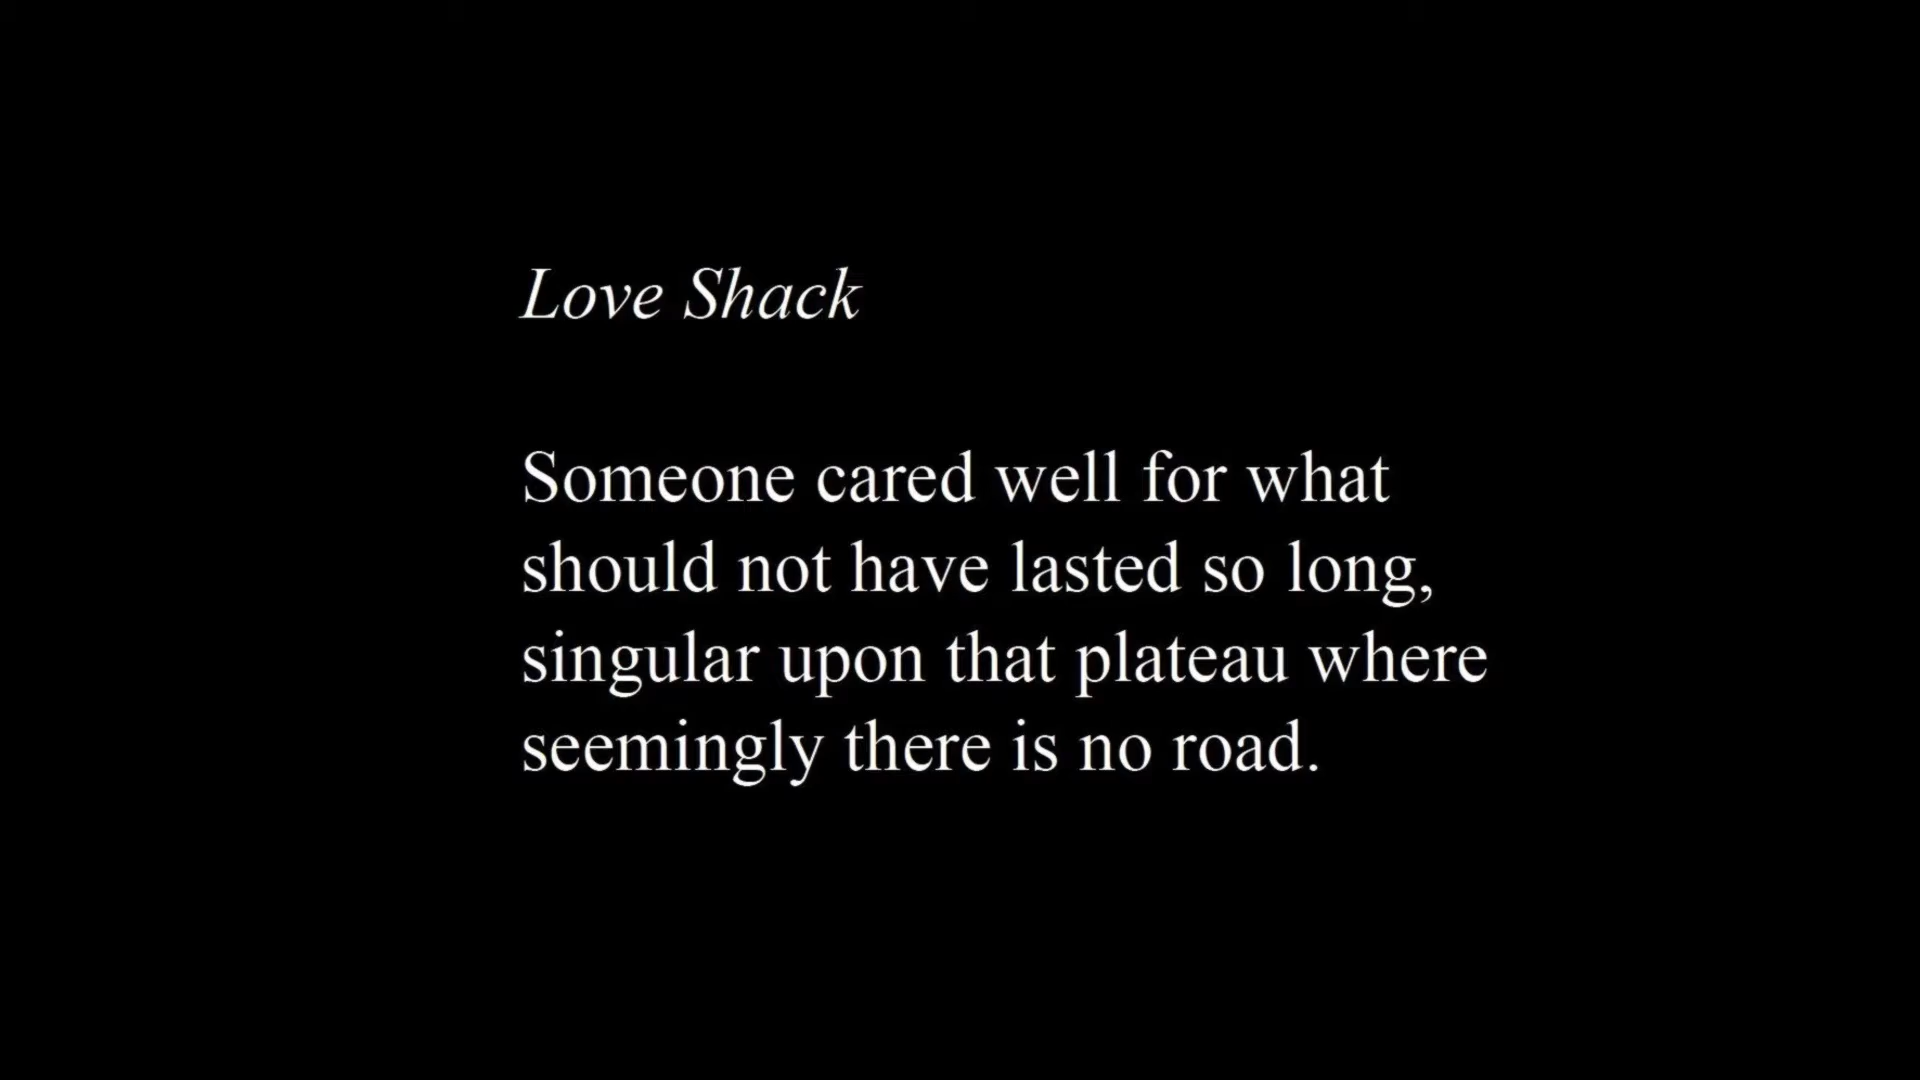 Love Shack
Someone cared well for what
should not have lasted so long,
singular upon that plateau where
seemingly there is no road.